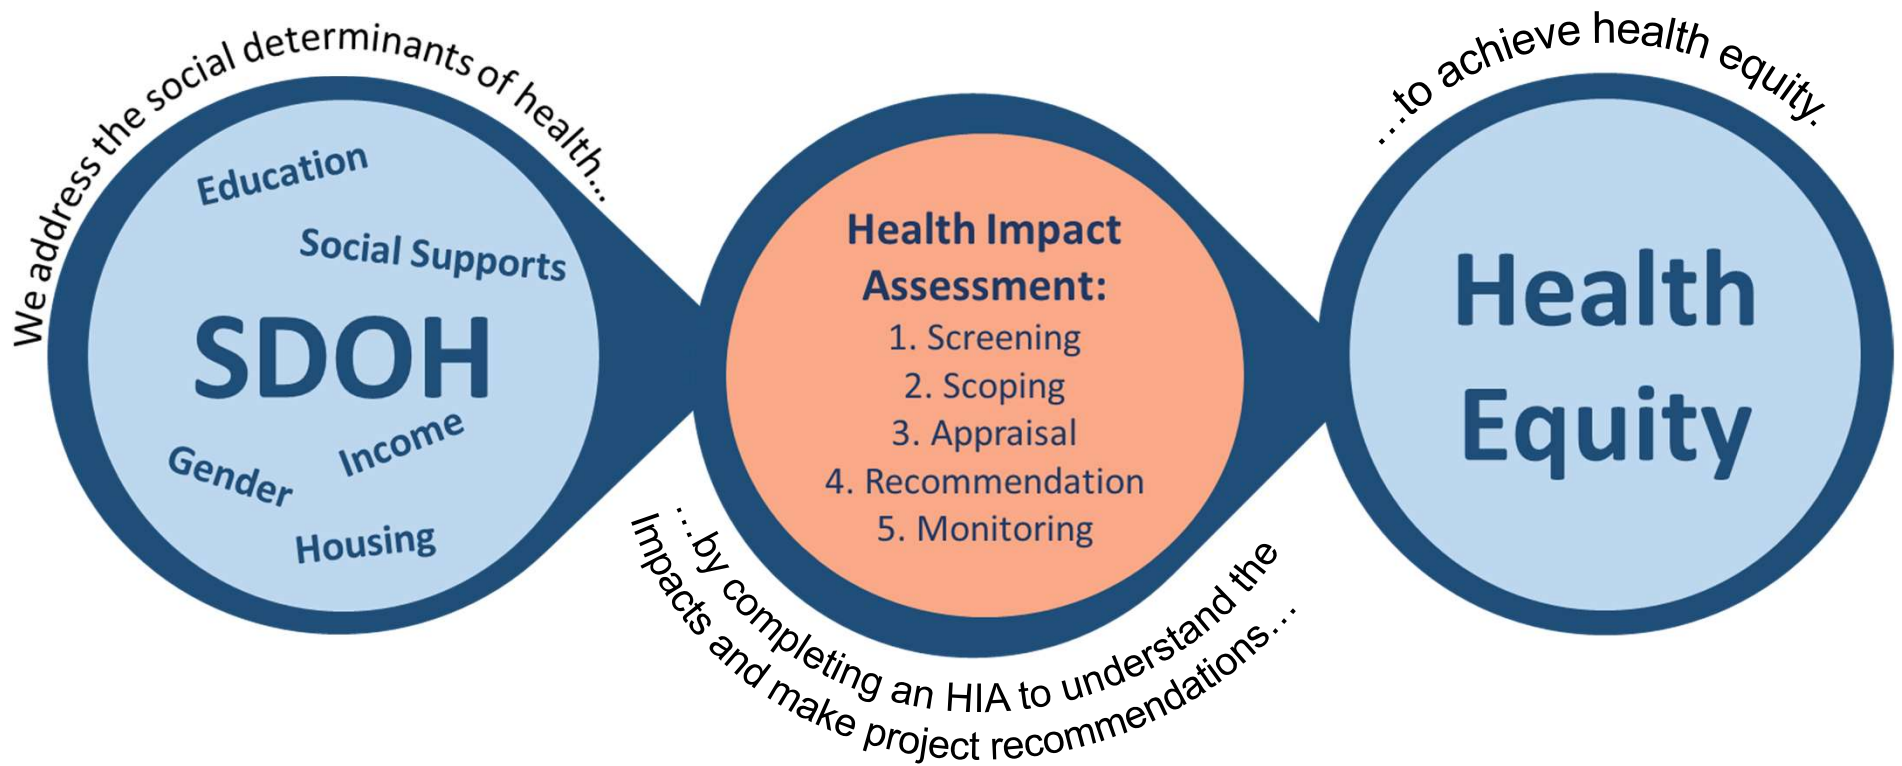 We address the social determinants of health...
Education
Social Supports
SDOH
Income
Gender
Housing
Health Impact
Assessment:
1. Screening
2. Scoping
3. Appraisal
4. Recommendation
5. Monitoring
...by completing an HIA to understand the
Impacts and make project recommendations...
...to achieve health equity.
Health
Equity